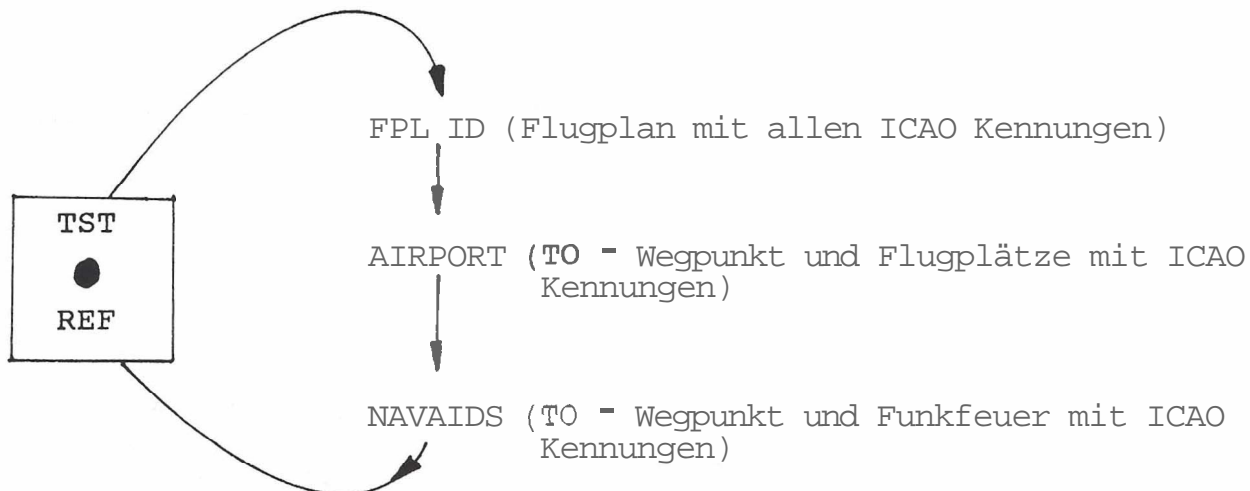 FPL ID (Flugplan mit allen ICAO Kennungen)
TST
REF
AIRPORT (TO - Wegpunkt und Flugplätze mit ICAO
Kennungen)
NAVAIDS (TO - Wegpunkt und Funkfeuer mit ICAO
Kennungen)